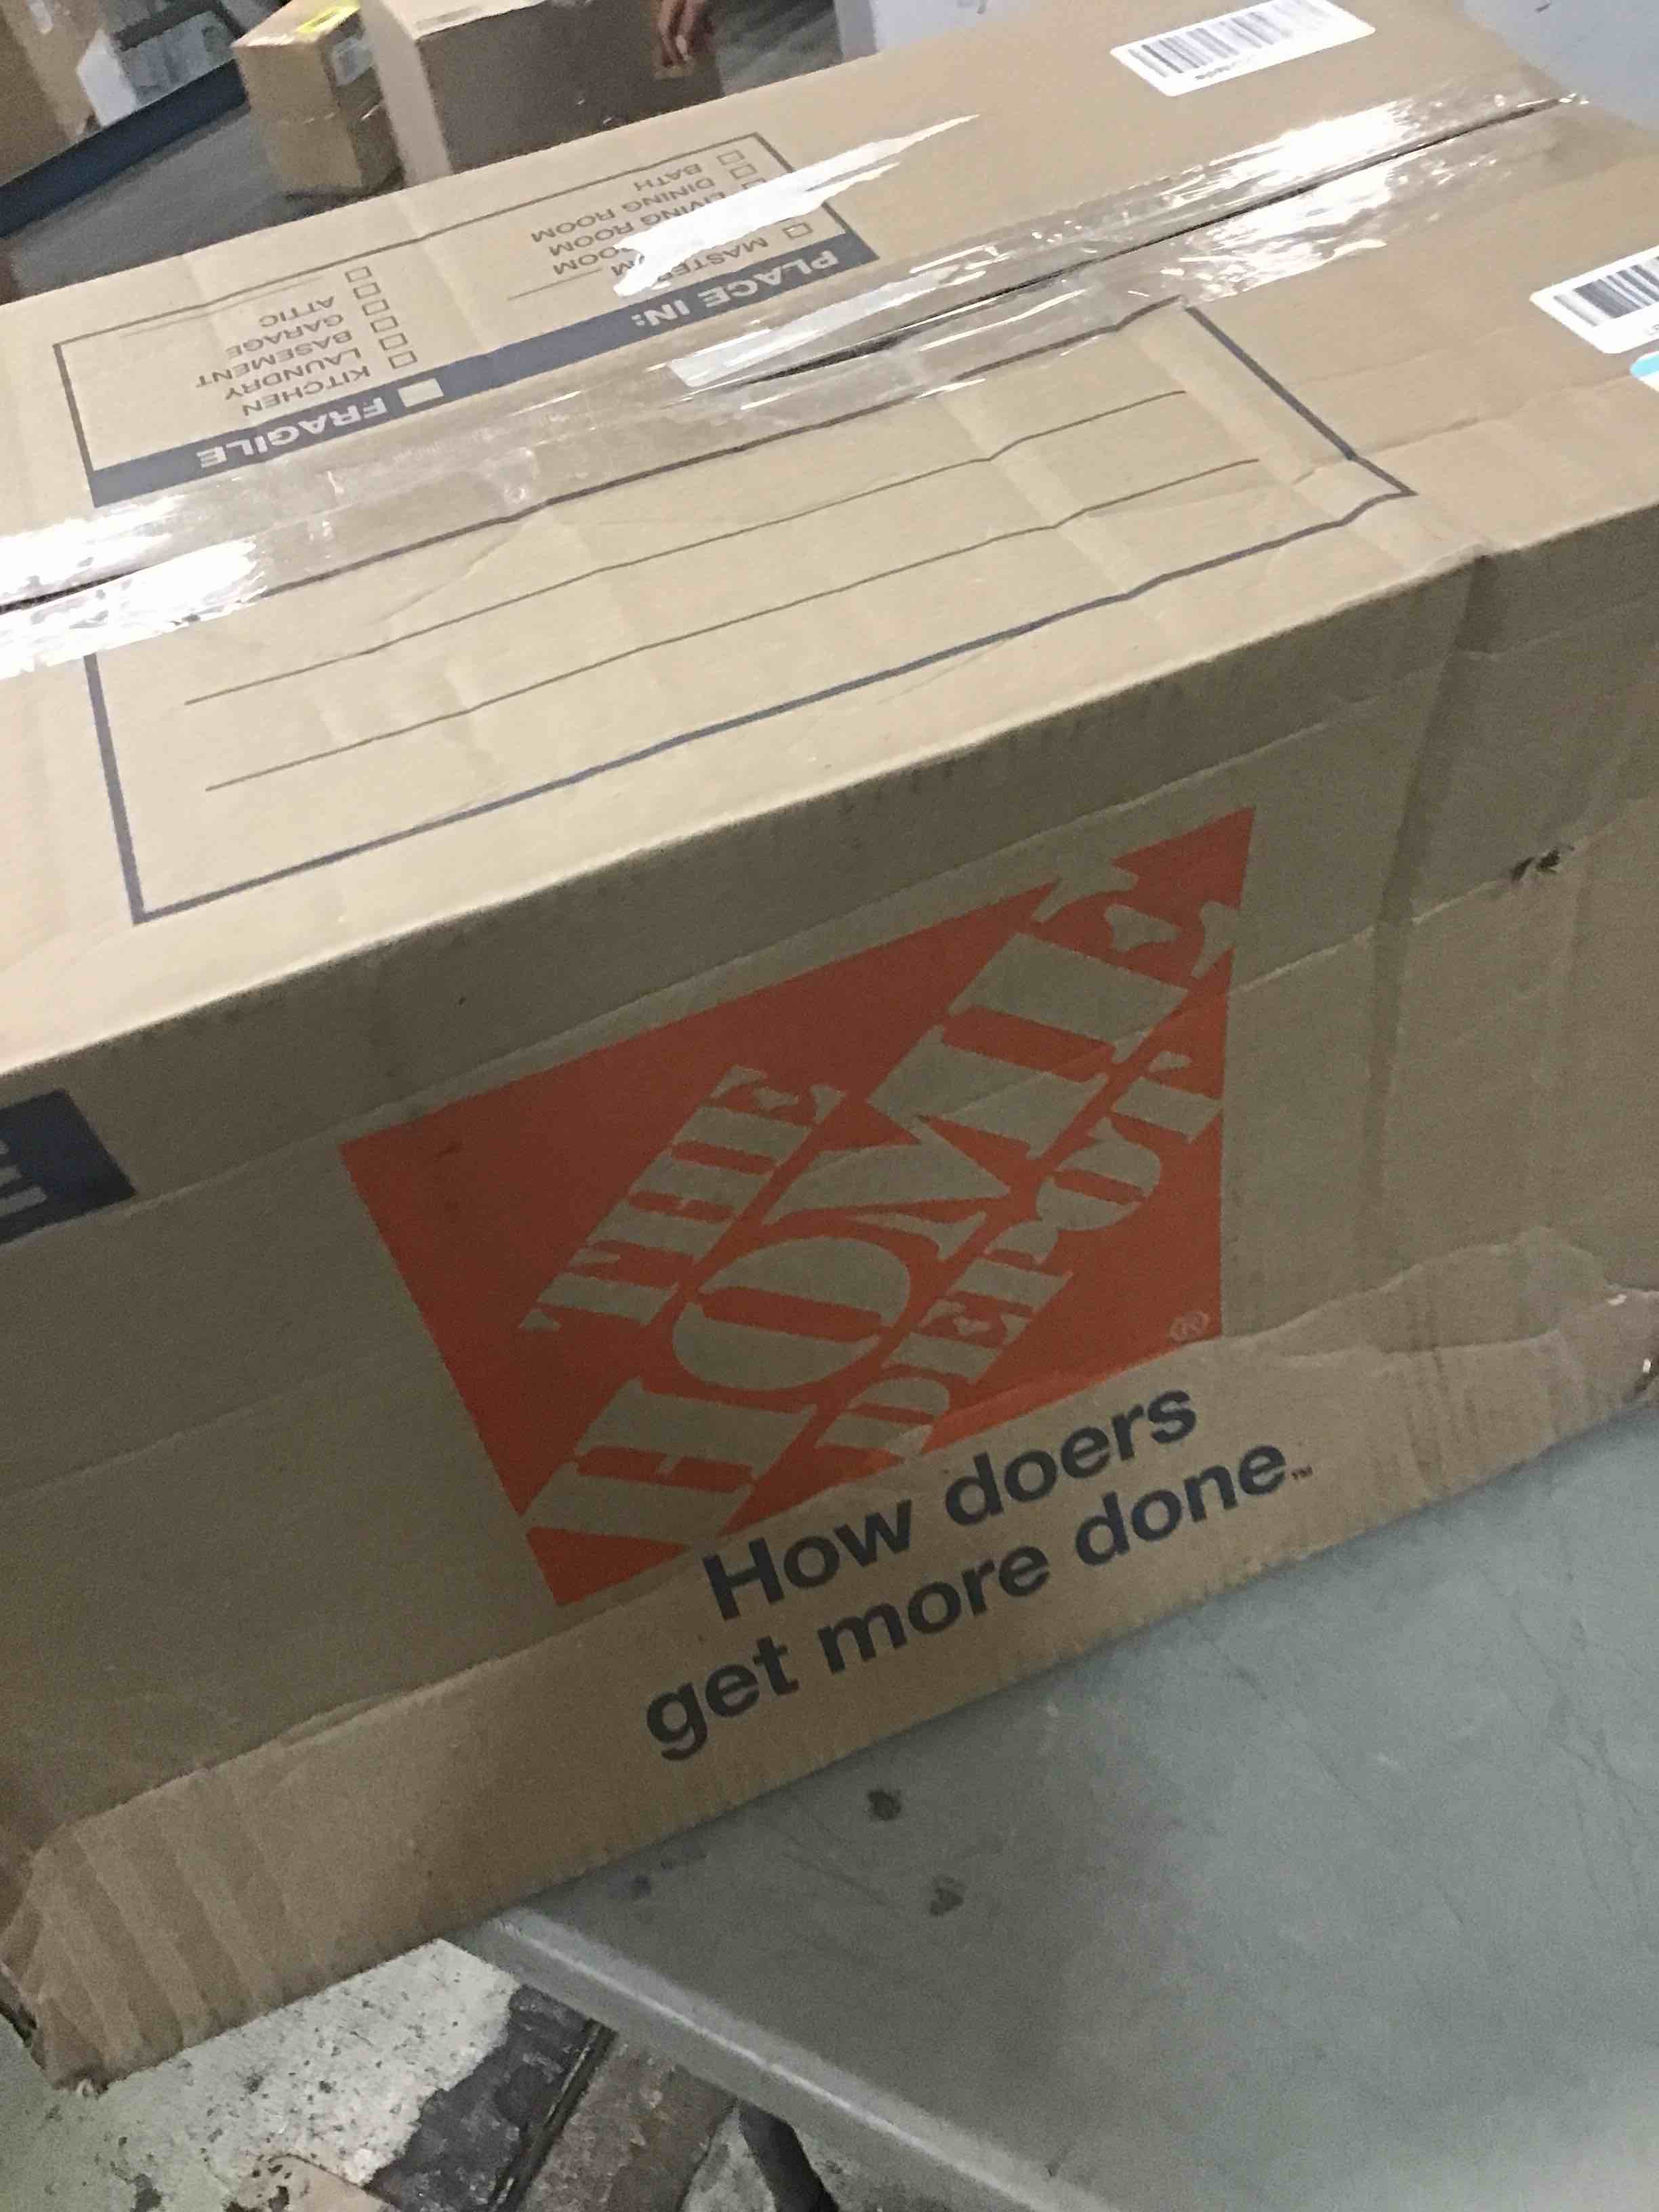 PLACE IN:
FRAGILE
LIVING ROOM
DINING ROOM
BATH
KITCHEN
LAUNDRY
BASEMENT
GARAGE
ATTIC
THE
HOME
DEPOT
®
How doers
get more done.™